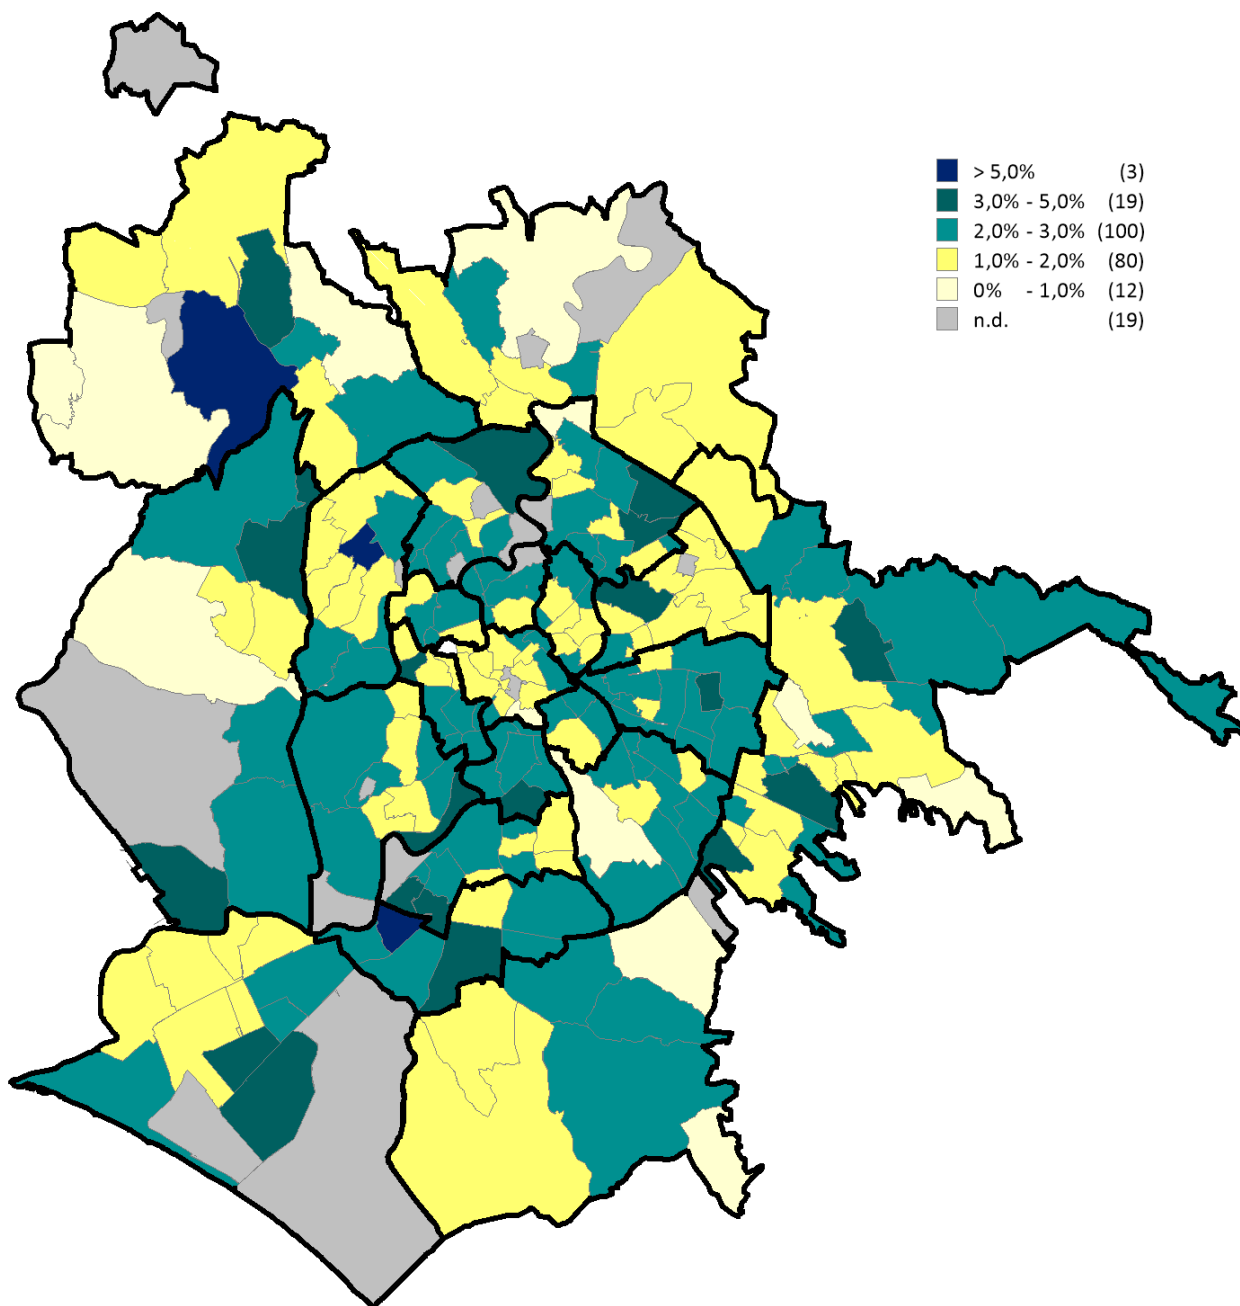 > 5,0% (3)
3,0% - 5,0% (19)
2,0% - 3,0% (100)
1,0% - 2,0% (80)
0% - 1,0% (12)
n.d. (19)